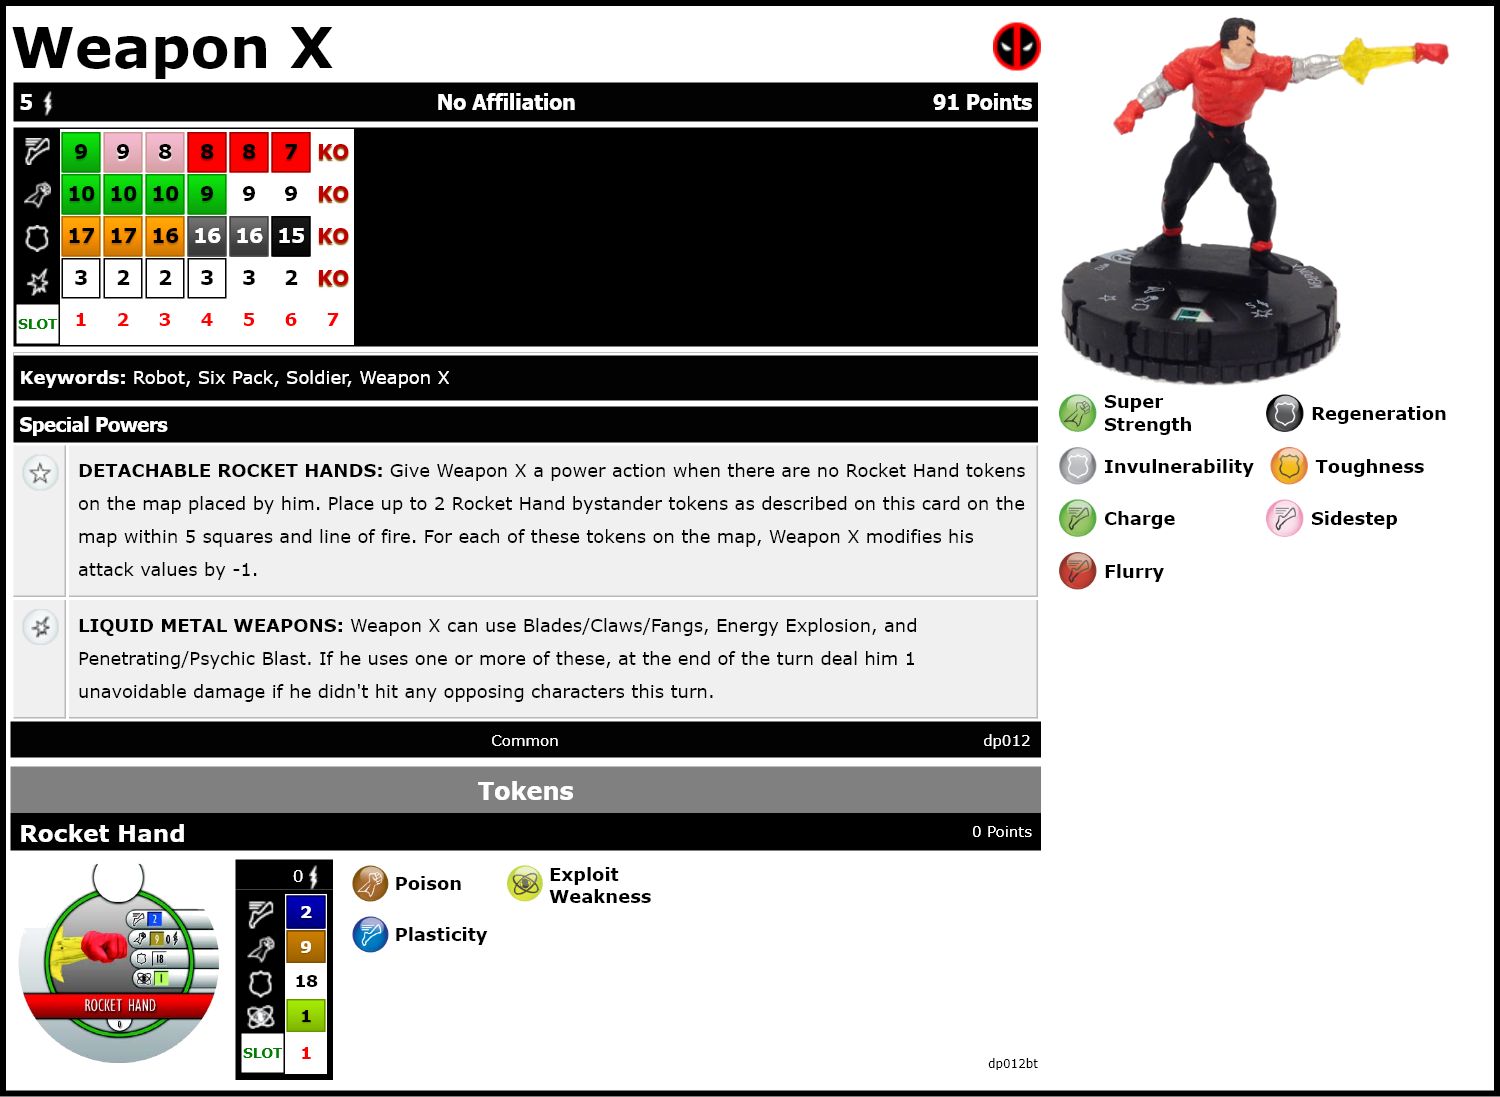 Weapon X
5 No Affiliation 91 Points
9 9 8 8 8 7 KO
10 10 10 9 9 9 KO
17 17 16 16 16 15 KO
3 2 2 3 3 2 KO
SLOT 1 2 3 4 5 6 7
Keywords: Robot, Six Pack, Soldier, Weapon X
Special Powers
DETACHABLE ROCKET HANDS: Give Weapon X a power action when there are no Rocket Hand tokens
on the map placed by him. Place up to 2 Rocket Hand bystander tokens as described on this card on the
map within 5 squares and line of fire. For each of these tokens on the map, Weapon X modifies his
attack values by -1.
LIQUID METAL WEAPONS: Weapon X can use Blades/Claws/Fangs, Energy Explosion, and
Penetrating/Psychic Blast. If he uses one or more of these, at the end of the turn deal him 1
unavoidable damage if he didn't hit any opposing characters this turn.
Common dp012
Super
Strength
Regeneration
Invulnerability
Toughness
Charge
Sidestep
Flurry
Tokens
Rocket Hand 0 Points
2
9 0
18
1
ROCKET HAND
0
0
2
9
18
1
SLOT 1
Poison
Exploit
Weakness
Plasticity
dp012bt